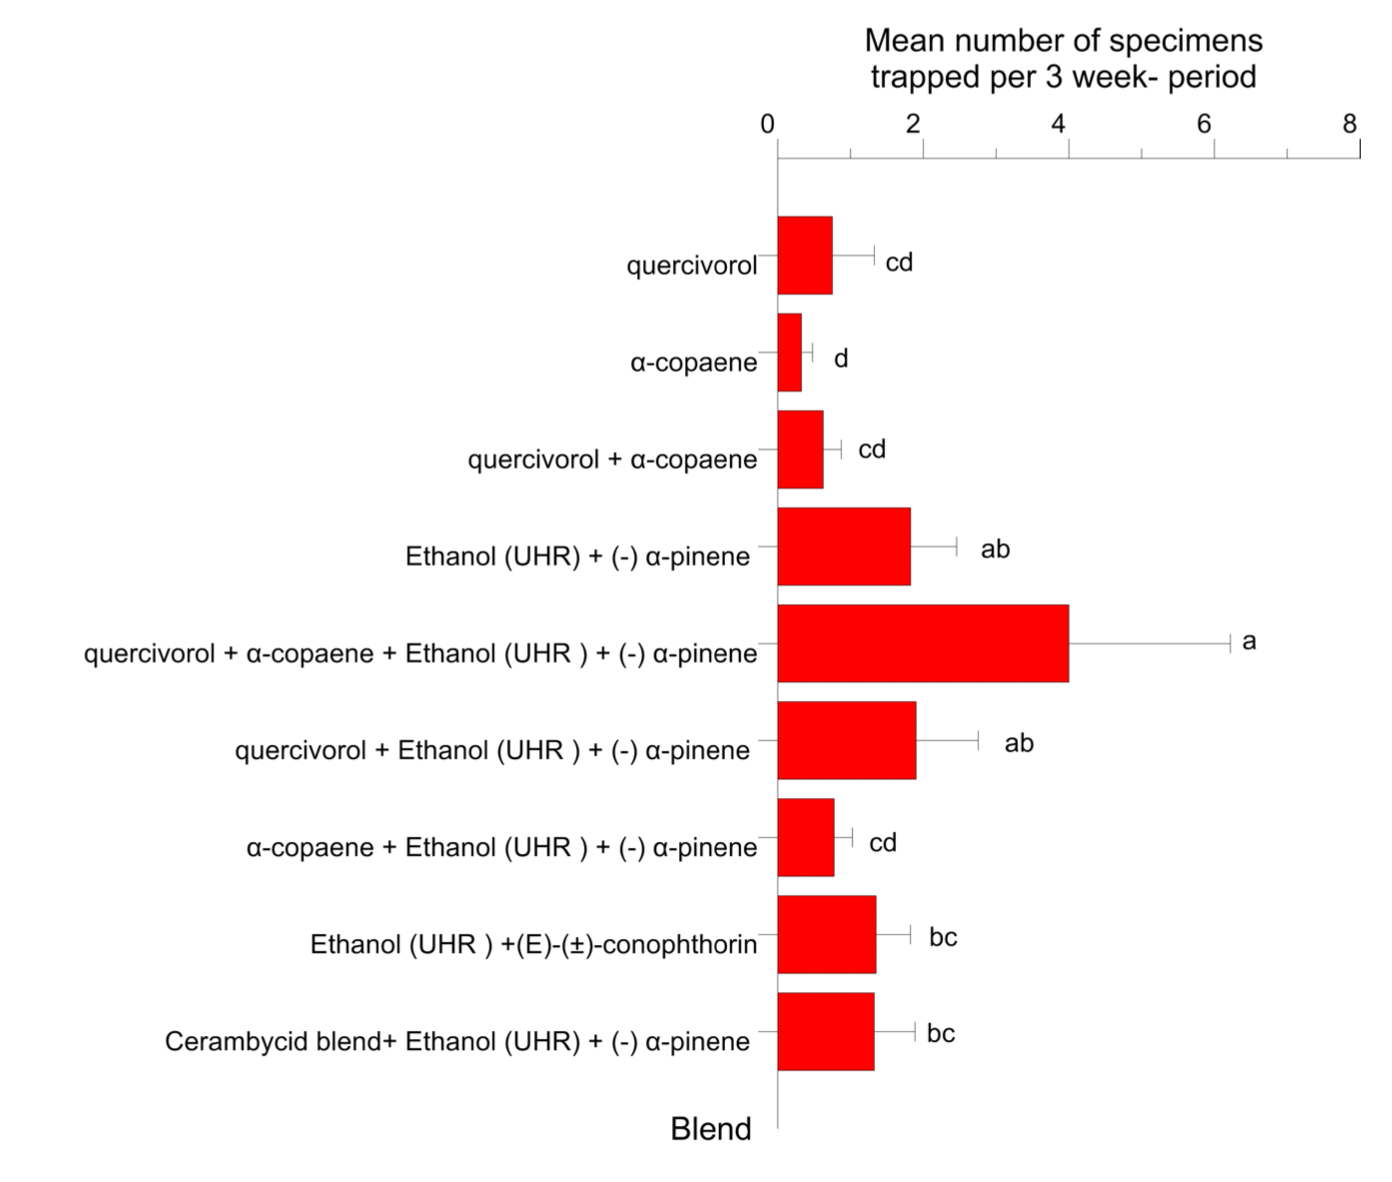 Mean number of specimens
trapped per 3 week- period
0 2 4 6 8
quercivorol cd
α-copaene d
quercivorol + α-copaene cd
Ethanol (UHR) + (-) α-pinene ab
quercivorol + α-copaene + Ethanol (UHR ) + (-) α-pinene a
quercivorol + Ethanol (UHR ) + (-) α-pinene ab
α-copaene + Ethanol (UHR ) + (-) α-pinene cd
Ethanol (UHR ) +(E)-(±)-conophthorin bc
Cerambycid blend+ Ethanol (UHR) + (-) α-pinene bc
Blend